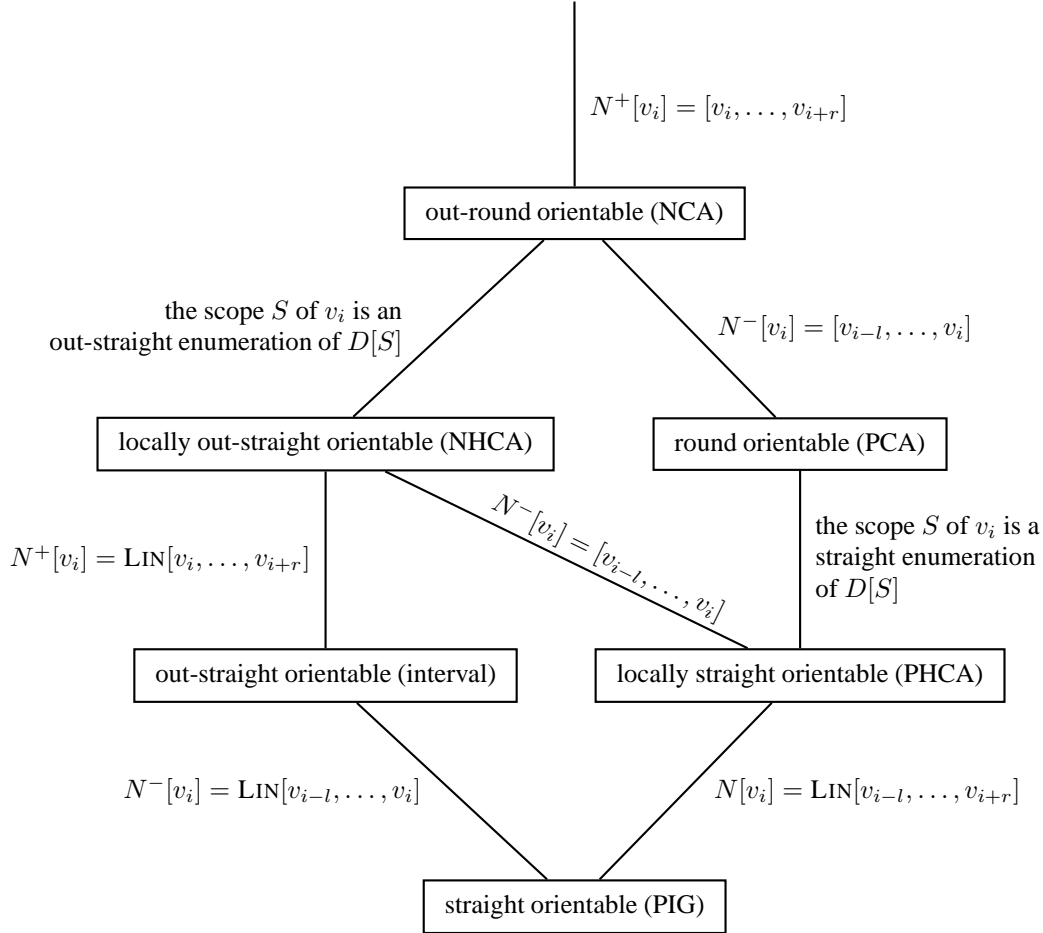 N⁺[vᵢ] = [vᵢ, . . . , vᵢ₊ᵣ]
out-round orientable (NCA)
the scope S of vᵢ is an
out-straight enumeration of D[S]
N⁻[vᵢ] = [vᵢ₋ₗ, . . . , vᵢ]
locally out-straight orientable (NHCA)
round orientable (PCA)
N⁻[vᵢ] = [vᵢ₋ₗ, . . . , vᵢ]
N⁺[vᵢ] = LIN[vᵢ, . . . , vᵢ₊ᵣ]
the scope S of vᵢ is a
straight enumeration
of D[S]
out-straight orientable (interval)
locally straight orientable (PHCA)
N⁻[vᵢ] = LIN[vᵢ₋ₗ, . . . , vᵢ]
N[vᵢ] = LIN[vᵢ₋ₗ, . . . , vᵢ₊ᵣ]
straight orientable (PIG)